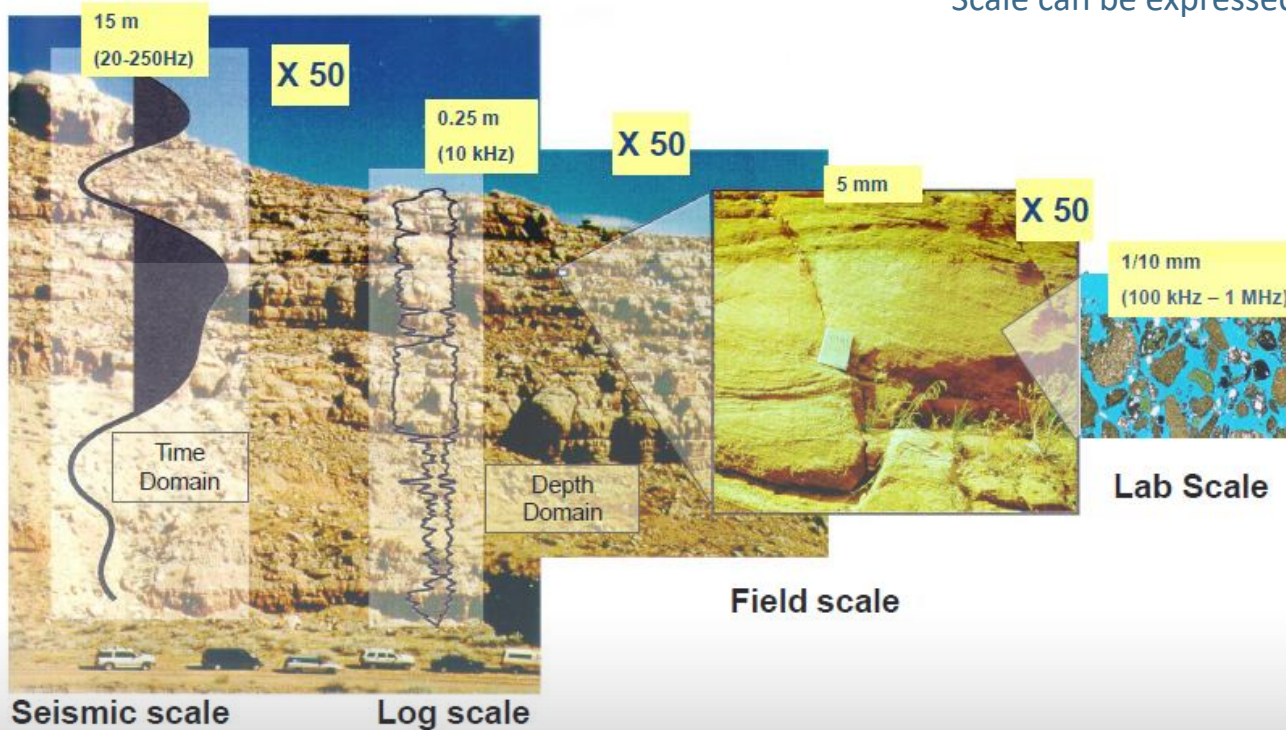 Scale can be expressed
15 m
(20-250Hz)
X 50
0.25 m
(10 kHz)
X 50
5 mm
X 50
1/10 mm
(100 kHz – 1 MHz)
Time
Domain
Depth
Domain
Lab Scale
Field scale
Seismic scale
Log scale